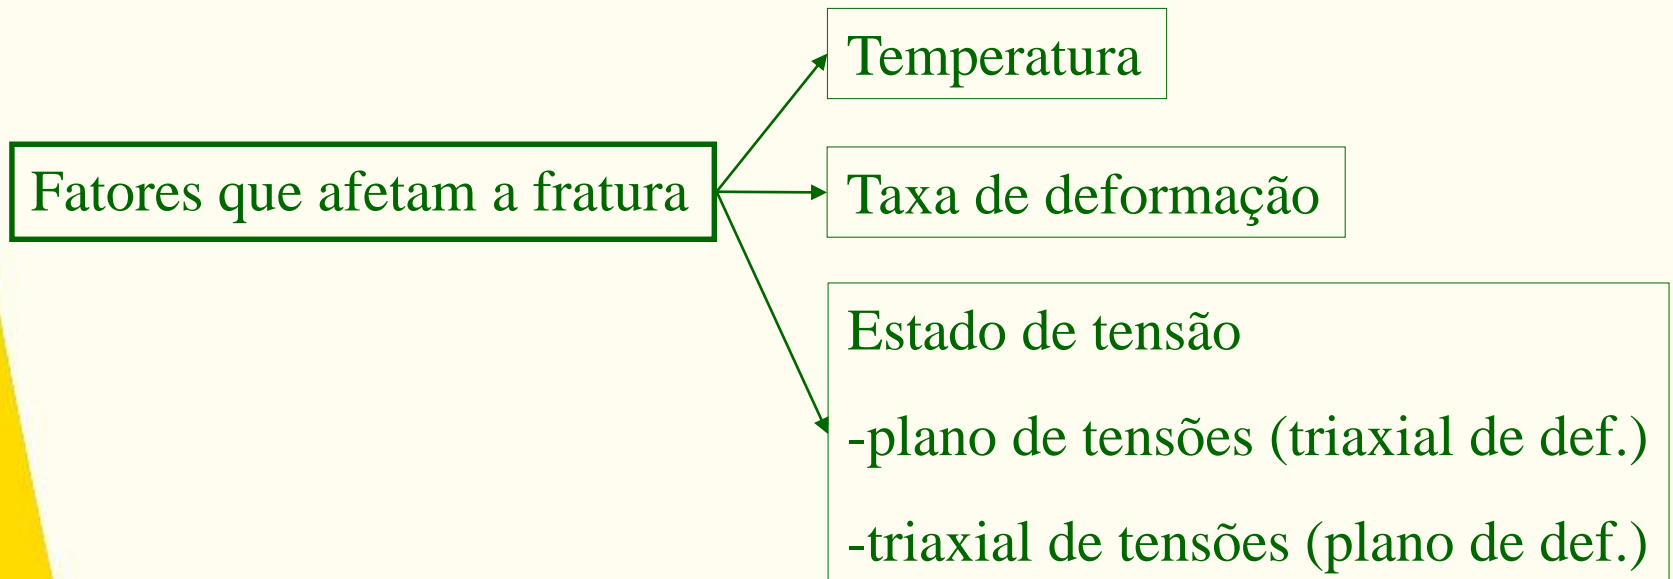 Temperatura
Fatores que afetam a fratura
Taxa de deformação
Estado de tensão
-plano de tensões (triaxial de def.)
-triaxial de tensões (plano de def.)